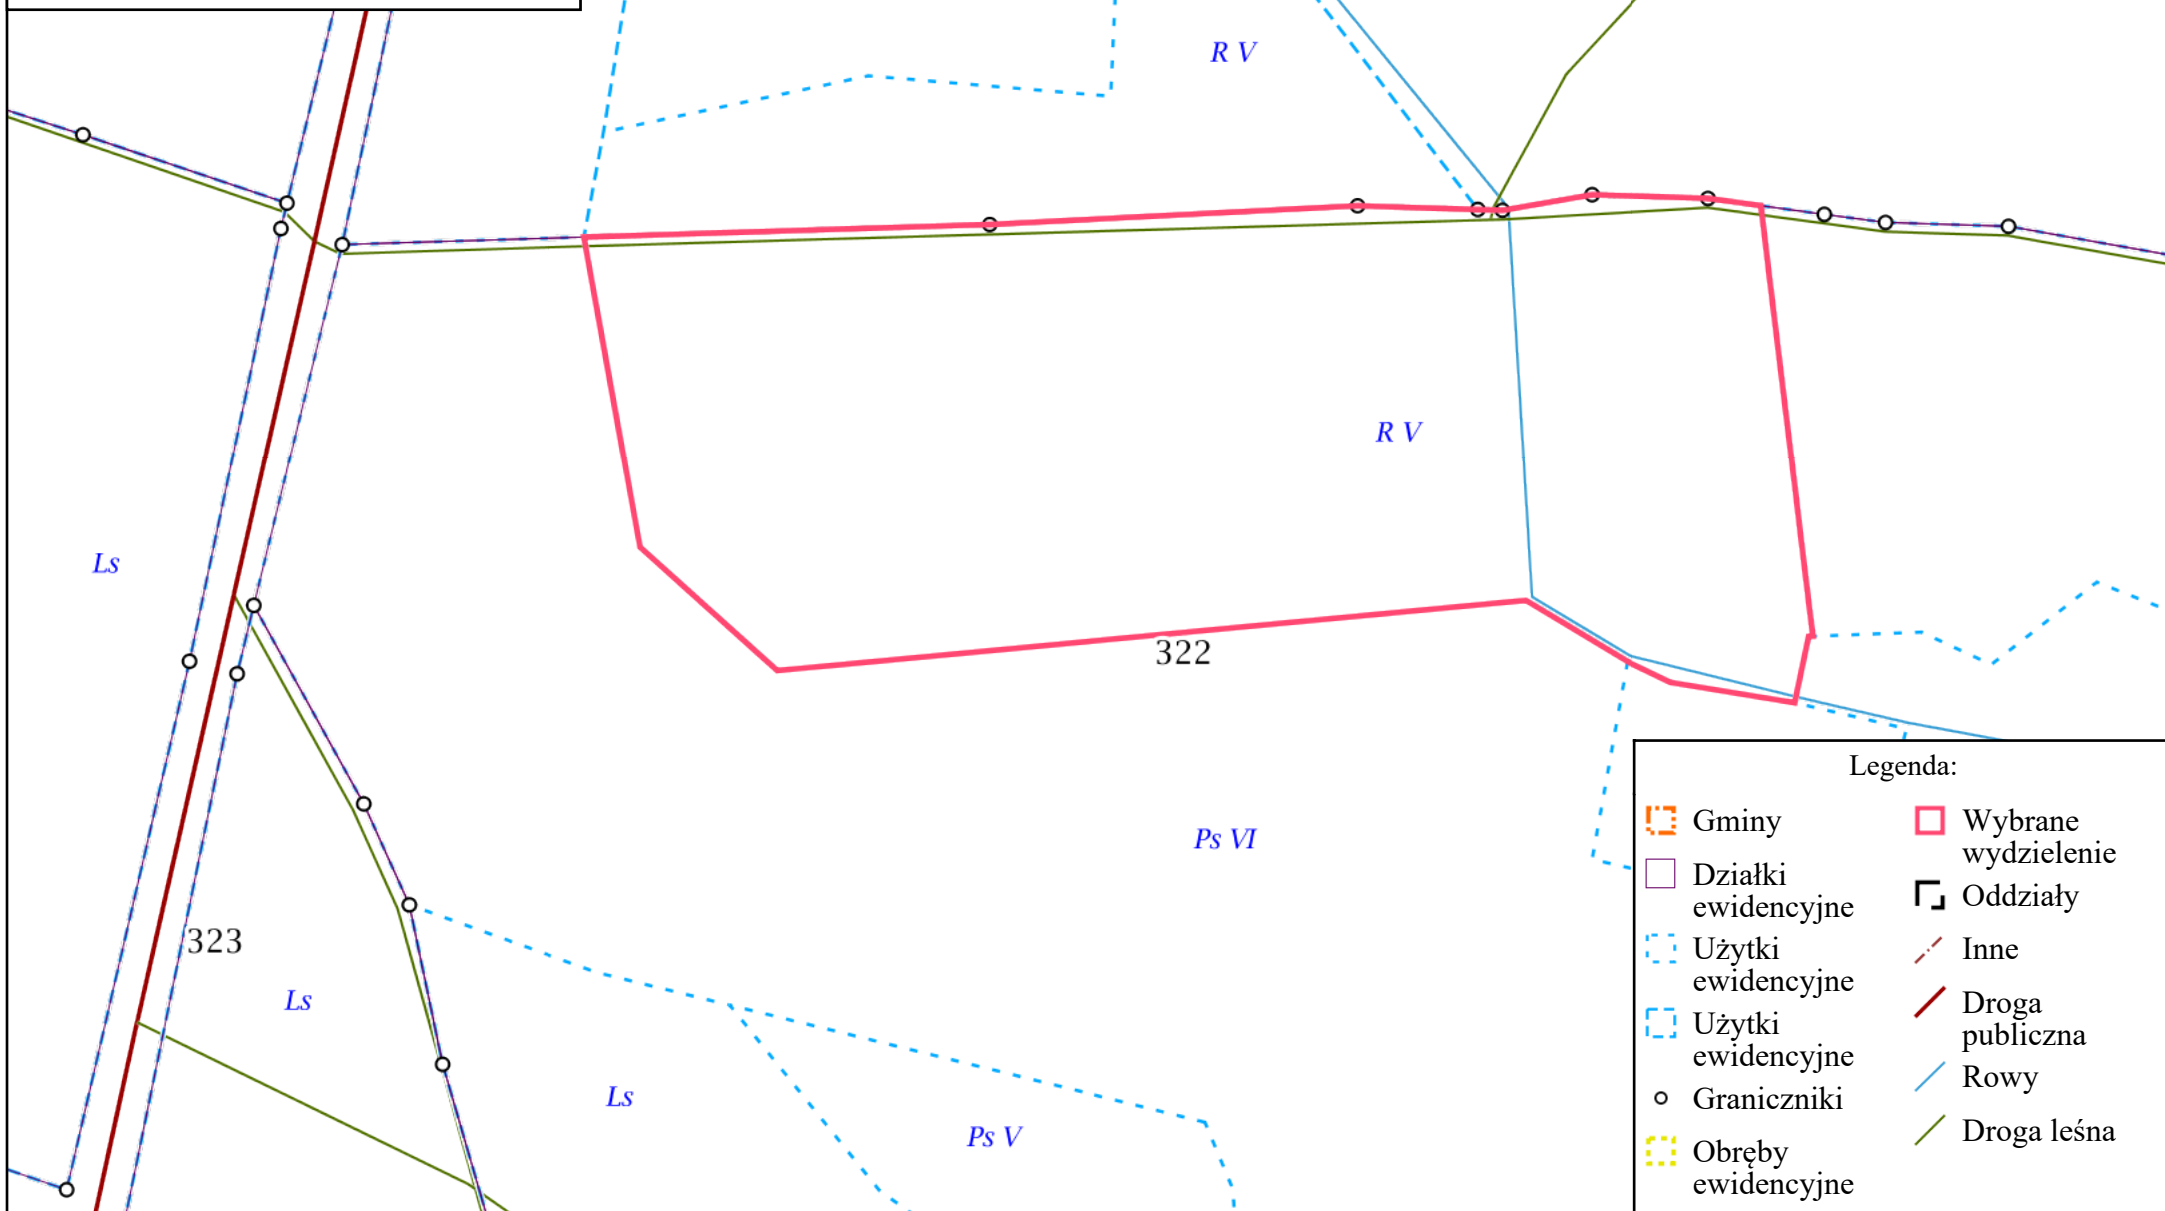 R V
R V
Ls
322
Ps VI
323
Ls
Ls
Ps V
Legenda:
Gminy
Działki
ewidencyjne
Użytki
ewidencyjne
Użytki
ewidencyjne
Graniczniki
Obręby
ewidencyjne
Wybrane
wydzielenie
Oddziały
Inne
Droga
publiczna
Rowy
Droga leśna